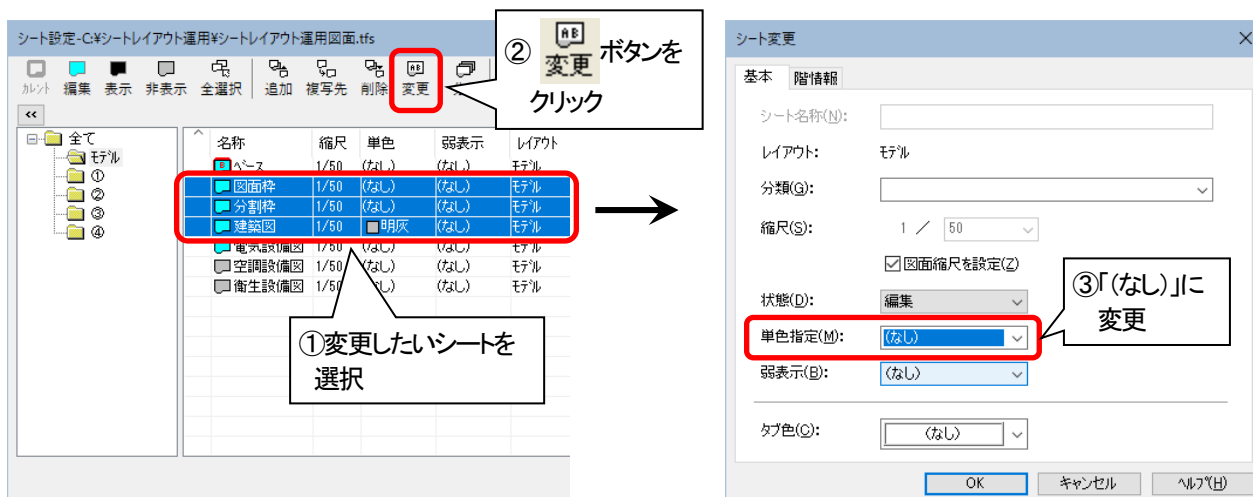 シート設定-C:¥シートレイアウト運用¥シートレイアウト運用図面.tfs
カレント 編集 表示 非表示 全選択 追加 複写先 削除 変更
② 変更 ボタンを
クリック
<<
全て
モデル
①
②
③
④
名称 縮尺 単色 弱表示 レイアウト
ベース 1/50 (なし) (なし) モデル
図面枠 1/50 (なし) (なし) モデル
分割枠 1/50 (なし) (なし) モデル
建築図 1/50 明灰 (なし) モデル
電気設備図 1/50 (なし) (なし) モデル
空調設備図 1/50 (なし) (なし) モデル
衛生設備図 1/50 (なし) モデル
①変更したいシートを
選択
シート変更
基本 階情報
シート名称(N):
レイアウト: モデル
分類(G):
縮尺(S): 1 / 50
図面縮尺を設定(Z)
状態(D): 編集
単色指定(M): (なし)
弱表示(B): (なし)
タブ色(C): (なし)
OK キャンセル ヘルプ(H)
③「(なし)」に
変更